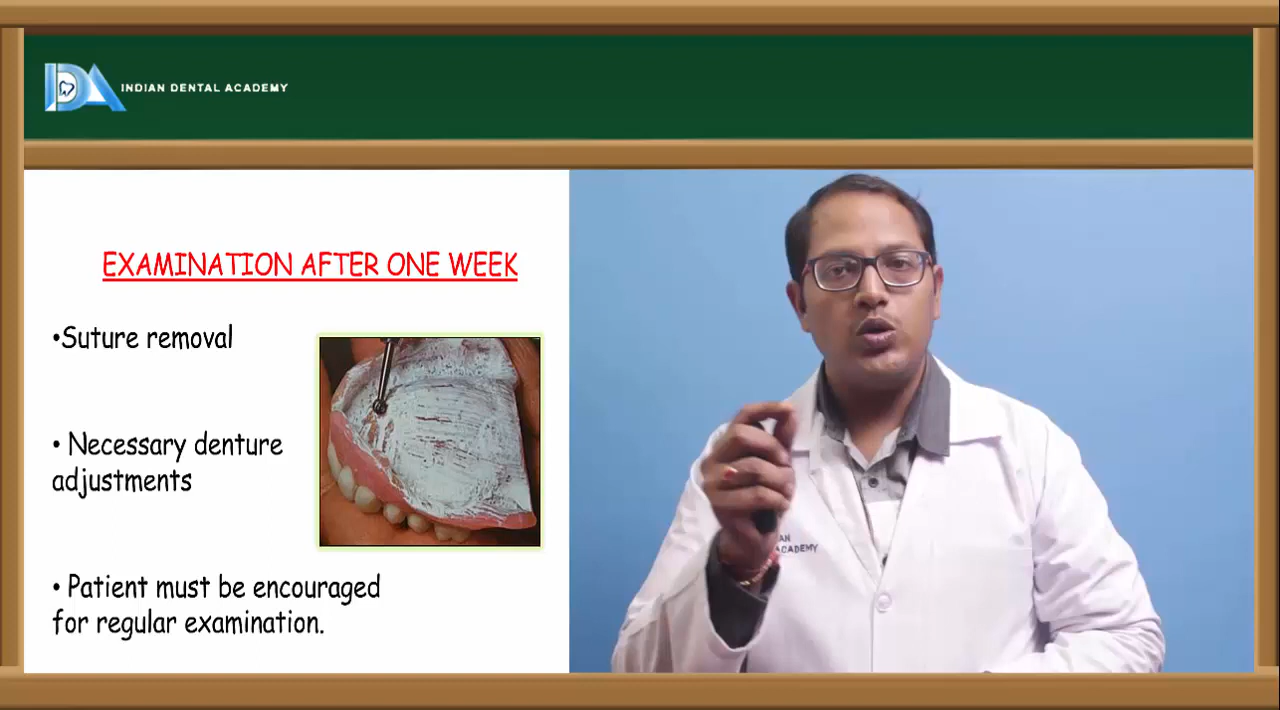 IDA INDIAN DENTAL ACADEMY
EXAMINATION AFTER ONE WEEK
•Suture removal
• Necessary denture
adjustments
• Patient must be encouraged
for regular examination.
ACADEMY